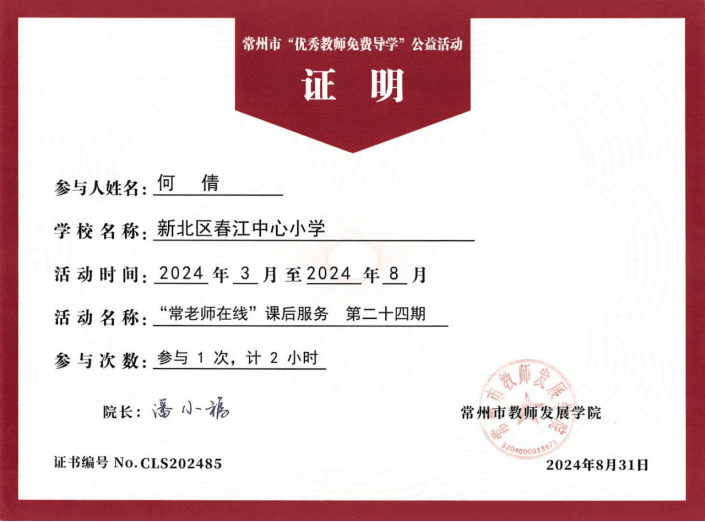 常州市“优秀教师免费导学”公益活动
证 明
参与人姓名：何 倩
学校名称：新北区春江中心小学
活动时间：2024 年 3 月 至 2024 年 8 月
活动名称：“常老师在线”课后服务 第二十四期
参与次数：参与 1 次，计 2 小时
院长：潘小福
常州市教师发展学院
常州市教师发展学院
证书编号 No.CLS202485
2024年8月31日